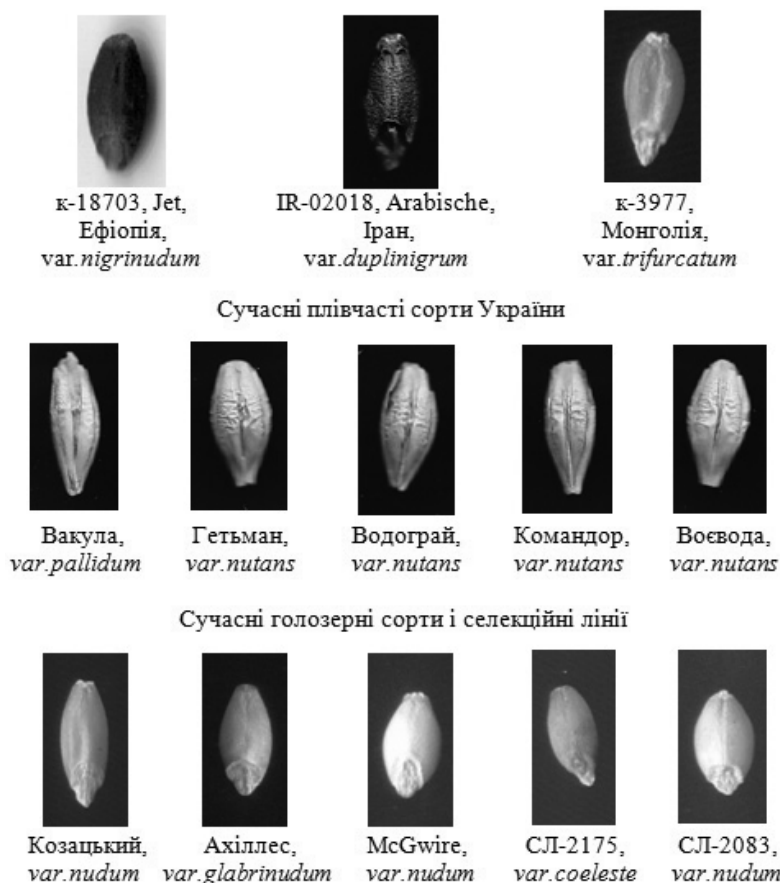 к-18703, Jet,
Ефіопія,
var.nigrinudum
IR-02018, Arabische,
Іран,
var.duplinigrum
к-3977,
Монголія,
var.trifurcatum
Сучасні плівчасті сорти України
Вакула,
var.pallidum
Гетьман,
var.nutans
Водограй,
var.nutans
Командор,
var.nutans
Воєвода,
var.nutans
Сучасні голозерні сорти і селекційні лінії
Козацький,
var.nudum
Ахіллес,
var.glabrinudum
McGwire,
var.nudum
СЛ-2175,
var.coeleste
СЛ-2083,
var.nudum